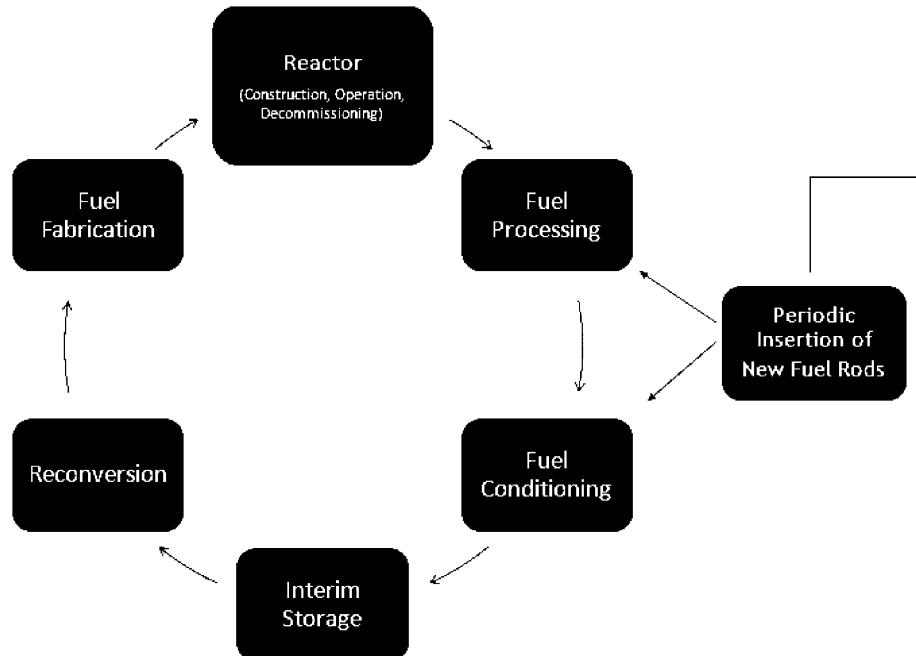 Reactor
(Construction, Operation,
Decommissioning)
Fuel
Fabrication
Fuel
Processing
Periodic
Insertion of
New Fuel Rods
Reconversion
Fuel
Conditioning
Interim
Storage